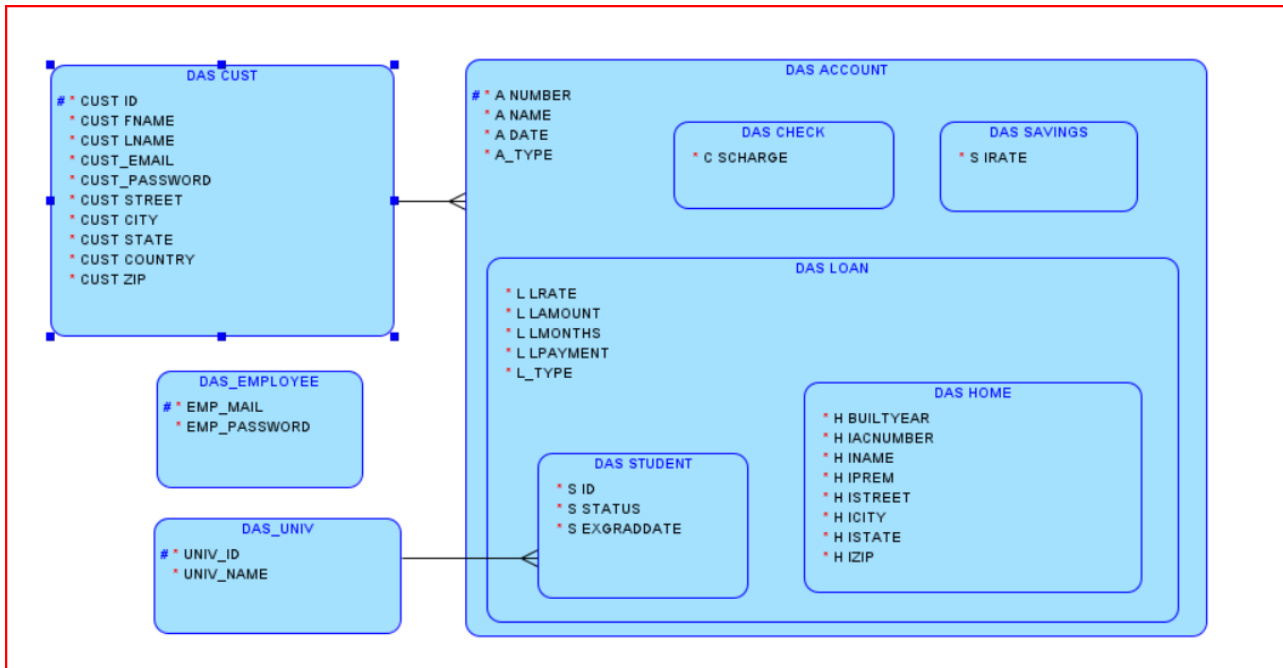 DAS CUST
# * CUST ID
* CUST FNAME
* CUST LNAME
* CUST_EMAIL
* CUST_PASSWORD
* CUST STREET
* CUST CITY
* CUST STATE
* CUST COUNTRY
* CUST ZIP
DAS ACCOUNT
# * A NUMBER
* A NAME
* A DATE
* A_TYPE
DAS CHECK
* C SCHARGE
DAS SAVINGS
* S IRATE
DAS LOAN
* L LRATE
* L LAMOUNT
* L LMONTHS
* L LPAYMENT
* L_TYPE
DAS HOME
* H BUILTYEAR
* H IACNUMBER
* H INAME
* H IPREM
* H ISTREET
* H ICITY
* H ISTATE
* H IZIP
DAS STUDENT
* S ID
* S STATUS
* S EXGRADDATE
DAS_EMPLOYEE
# * EMP_MAIL
* EMP_PASSWORD
DAS_UNIV
# * UNIV_ID
* UNIV_NAME